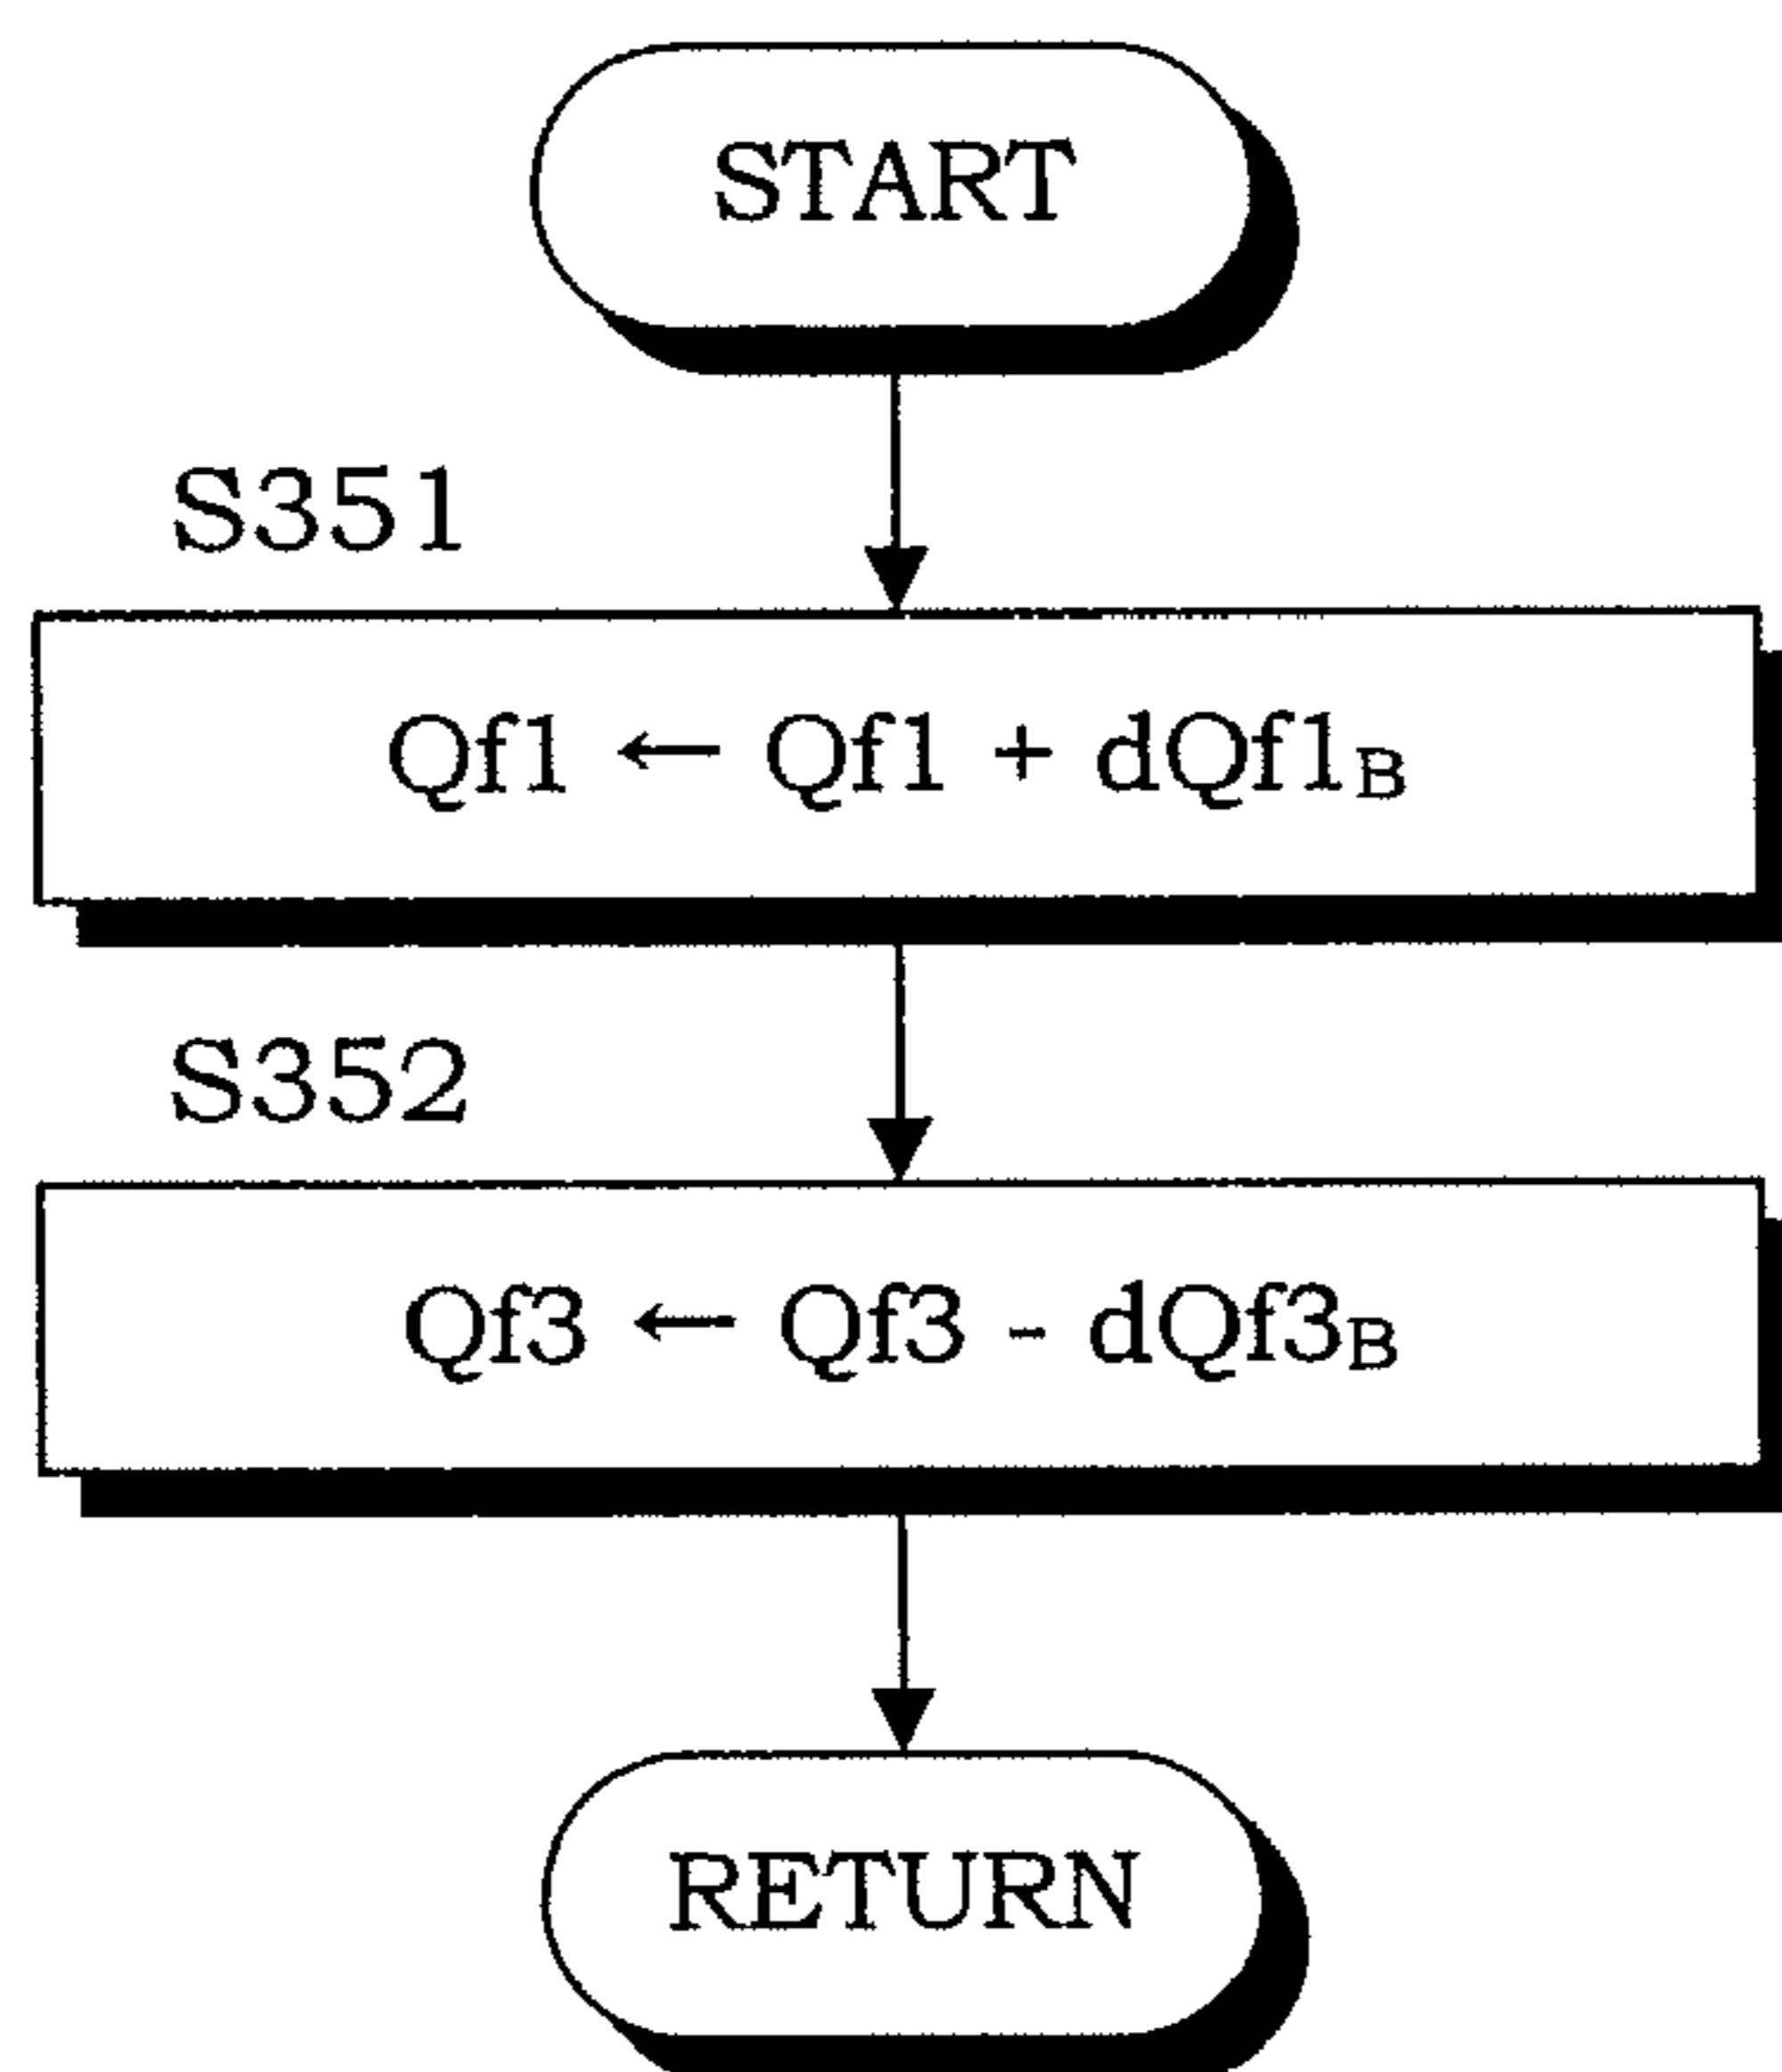 START
S351
Qf1 ← Qf1 + dQf1B
S352
Qf3 ← Qf3 - dQf3B
RETURN